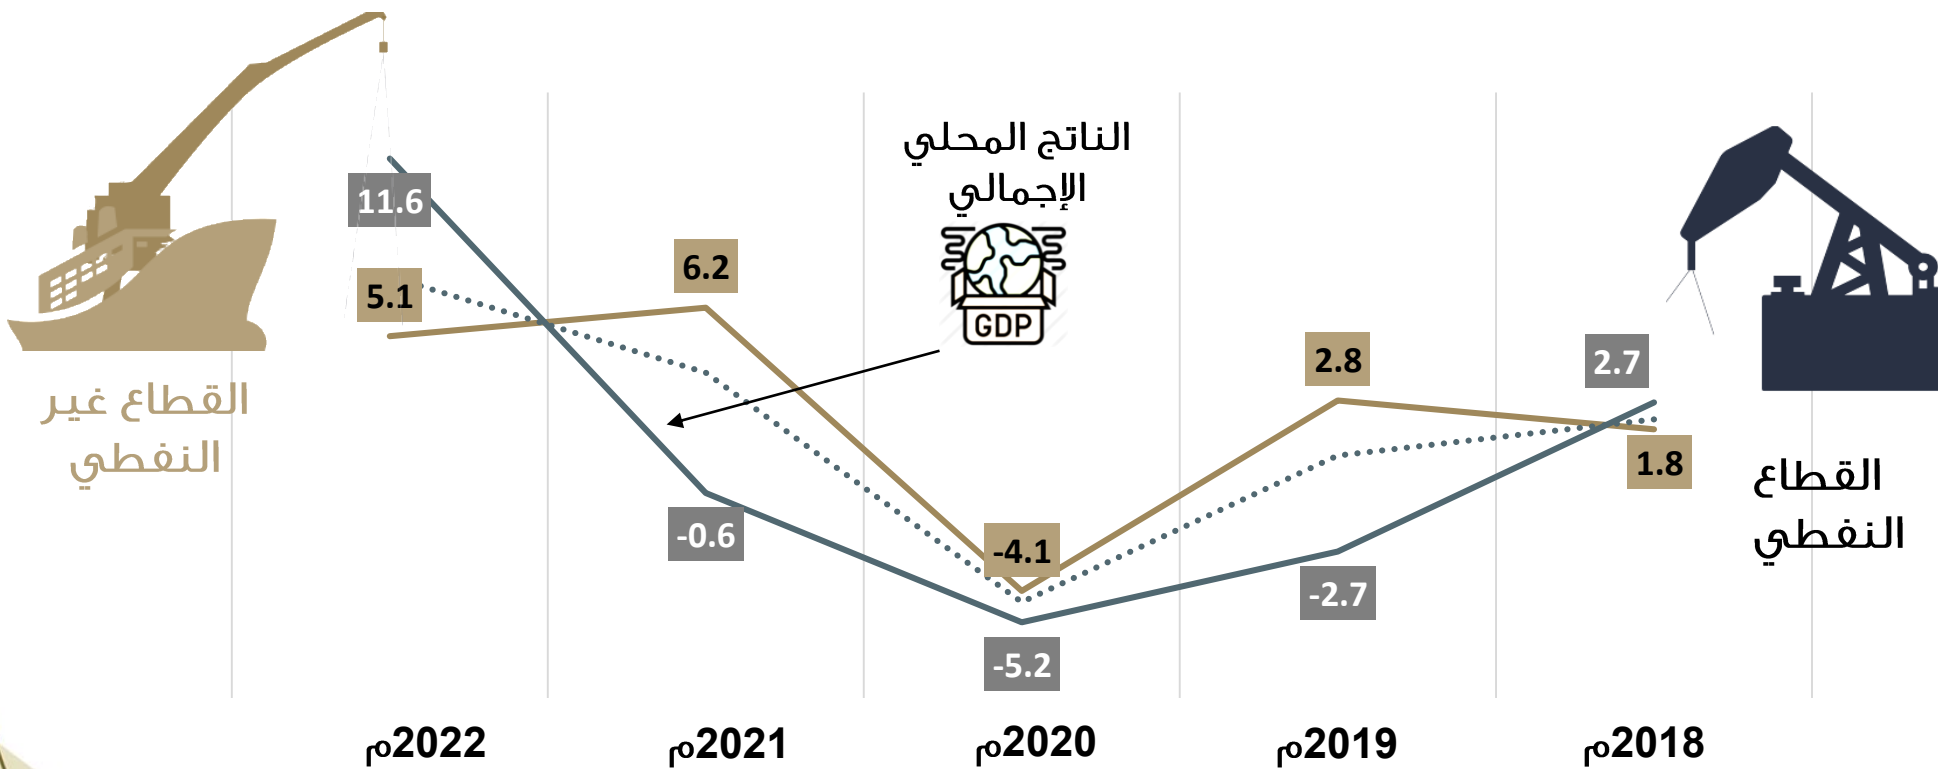 الناتج المحلي
الإجمالي
GDP
11.6
5.1
6.2
-0.6
-4.1
-5.2
2.8
-2.7
2.7
1.8
القطاع غير
النفطي
القطاع
النفطي
2022م
2021م
2020م
2019م
2018م